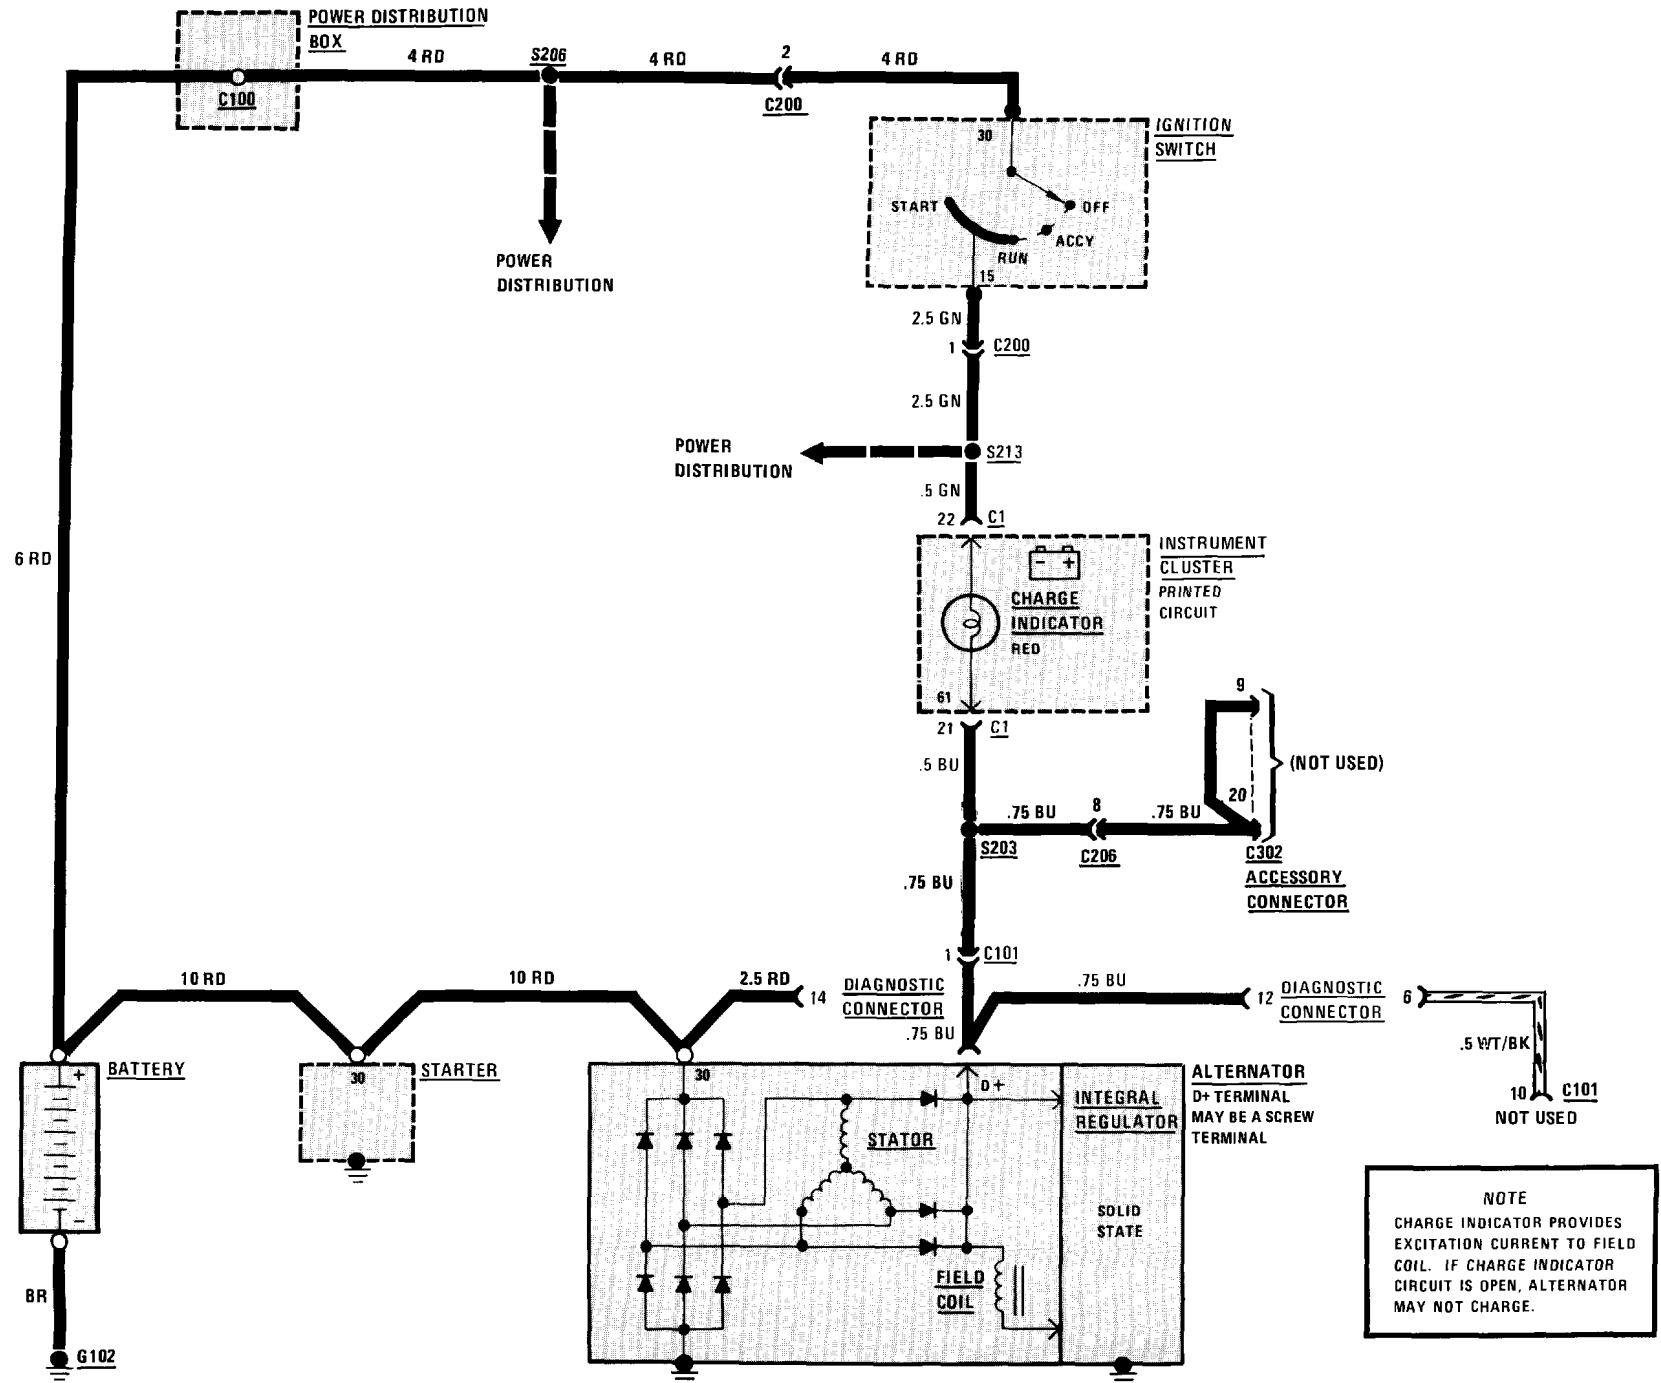 POWER DISTRIBUTION
BOX
4 RD
S206
4 RD
2
4 RD
C100
C200
30
IGNITION
SWITCH
START
OFF
ACCY
RUN
15
POWER
DISTRIBUTION
2.5 GN
1
C200
2.5 GN
POWER
DISTRIBUTION
S213
.5 GN
22
C1
6 RD
INSTRUMENT
CLUSTER
PRINTED
CIRCUIT
- +
CHARGE
INDICATOR
RED
61
21
C1
.5 BU
9
(NOT USED)
20
.75 BU
8
.75 BU
S203
C206
C302
ACCESSORY
CONNECTOR
.75 BU
1
C101
10 RD
10 RD
2.5 RD
14
DIAGNOSTIC
CONNECTOR
.75 BU
.75 BU
12
DIAGNOSTIC
CONNECTOR
6
.5 WT/BK
10
C101
NOT USED
+
BATTERY
30
STARTER
30
D+
INTEGRAL
REGULATOR
ALTERNATOR
D+ TERMINAL
MAY BE A SCREW
TERMINAL
STATOR
SOLID
STATE
FIELD
COIL
-
BR
G102
NOTE
CHARGE INDICATOR PROVIDES
EXCITATION CURRENT TO FIELD
COIL. IF CHARGE INDICATOR
CIRCUIT IS OPEN, ALTERNATOR
MAY NOT CHARGE.